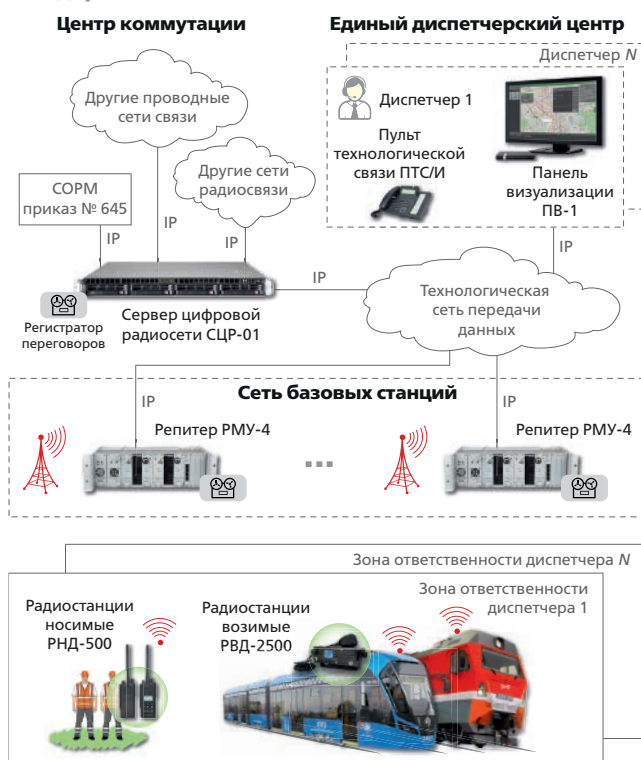 Центр коммутации
Единый диспетчерский центр
Диспетчер N
Другие проводные
сети связи
Диспетчер 1
Пульт
технологической
связи ПТС/И
Панель
визуализации
ПВ-1
Другие сети
радиосвязи
СОРМ
приказ № 645
IP
IP
IP
IP
IP
Регистратор
переговоров
Сервер цифровой
радиосети СЦР-01
Технологическая
сеть передачи
данных
Сеть базовых станций
IP
IP
Репитер РМУ-4
Репитер РМУ-4
...
Зона ответственности диспетчера N
Зона ответственности
диспетчера 1
Радиостанции
носимые
РНД-500
Радиостанции
возимые
РВД-2500